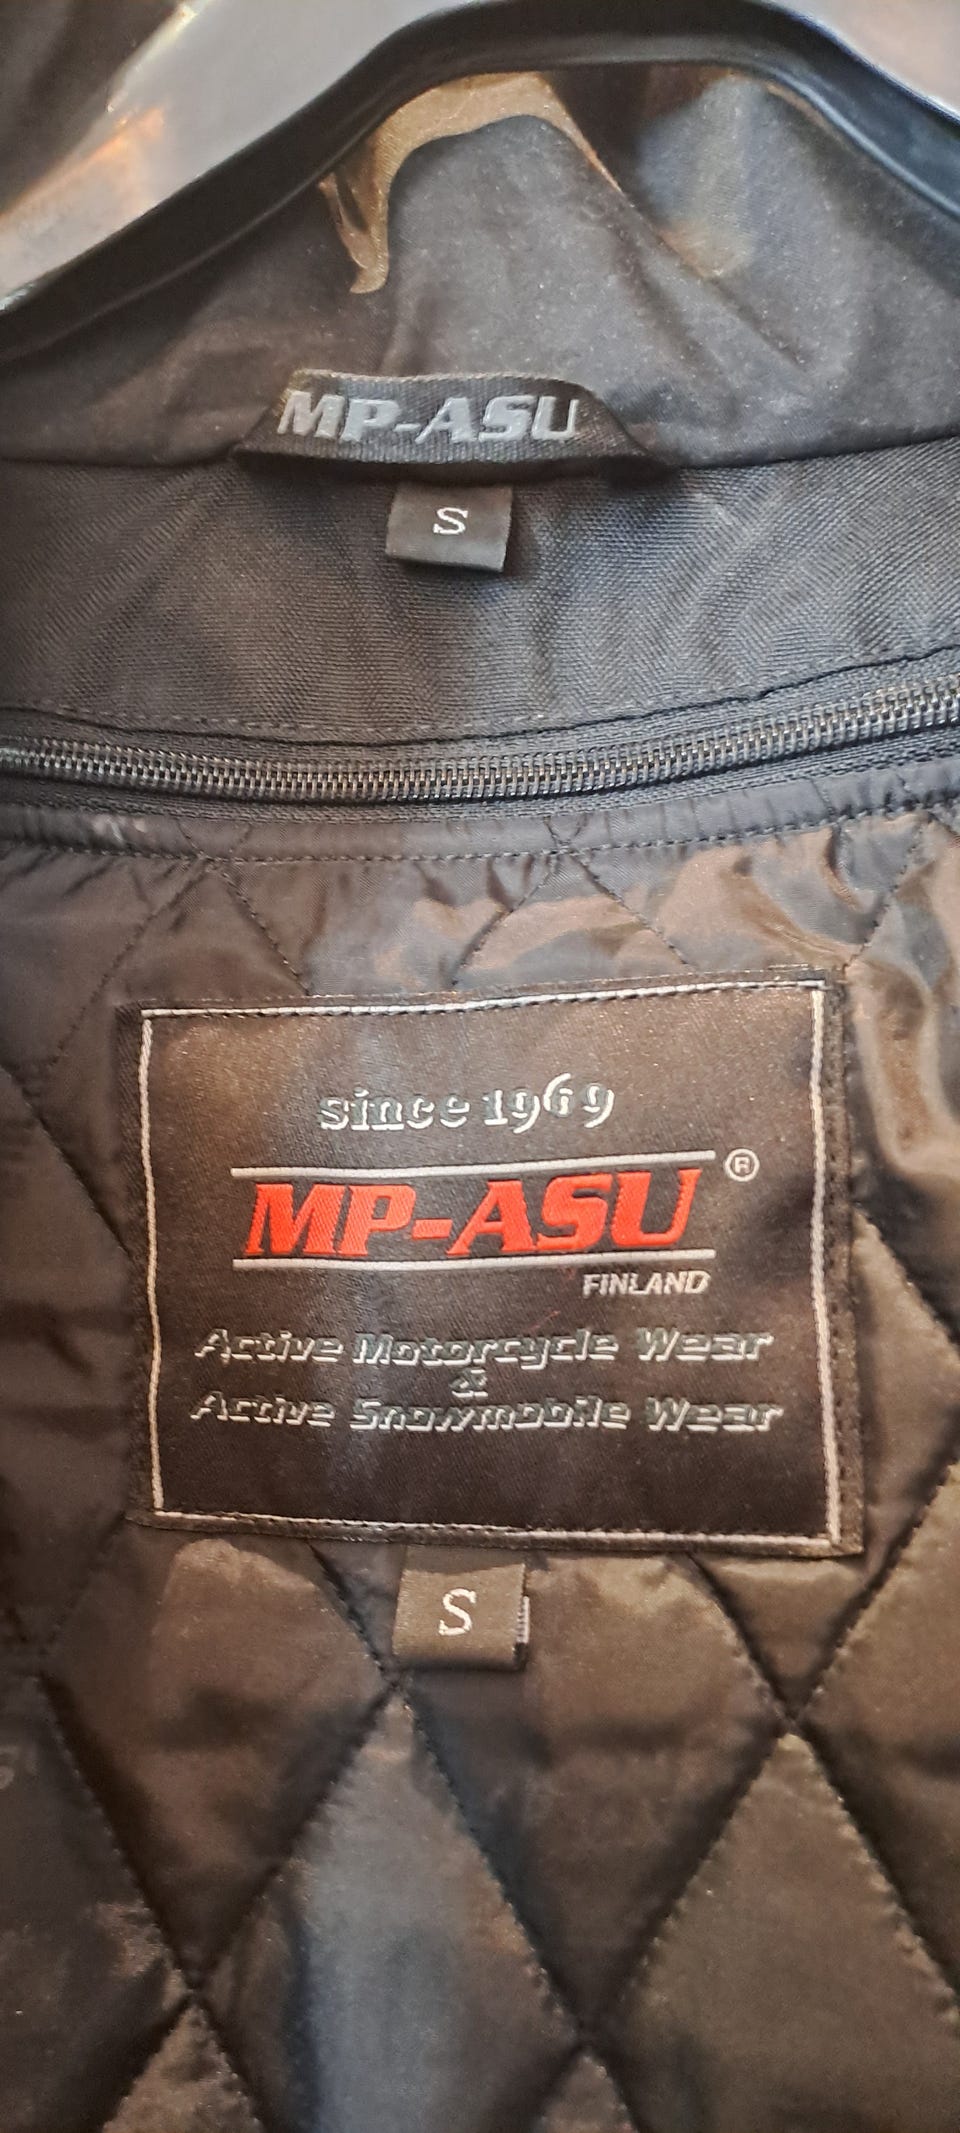 MP-ASU
S
since 1969
MP-ASU®
FINLAND
Active Motorcycle Wear
&
Active Snowmobile Wear
S